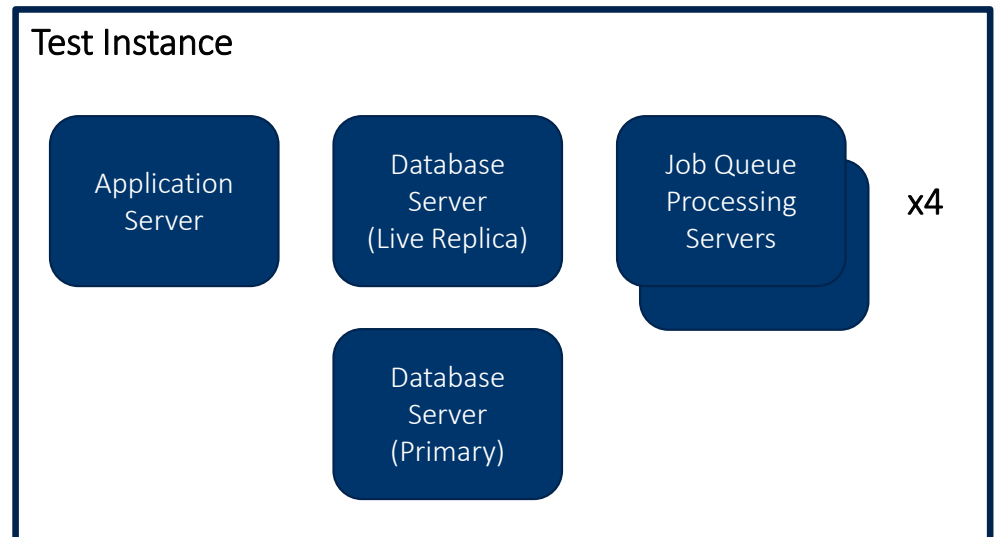 Test Instance
Application
Server
Database
Server
(Live Replica)
Job Queue
Processing
Servers
x4
Database
Server
(Primary)